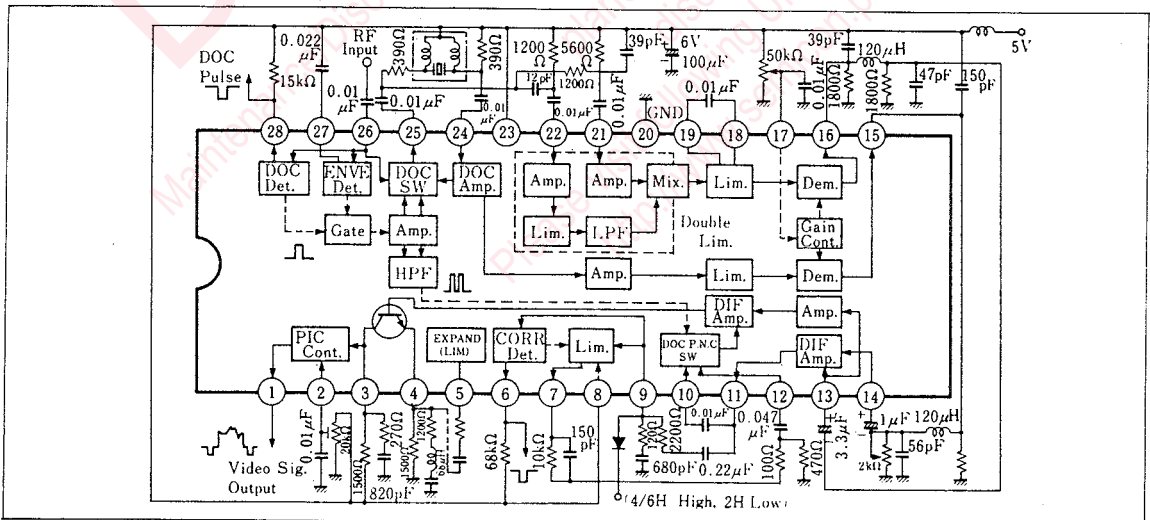 DOC
Pulse
15kΩ
0.022
μF
RF
Input
0.01
μF
390Ω
0.01μF
390Ω
0.01
μF
1200
Ω
12pF
0.01μF
5600
Ω
1200Ω
0.01μF
39pF
6V
100μF
GND
0.01μF
50kΩ
0.01μF
39pF
1800Ω
120μH
1800Ω
47pF
150
pF
5V
28
27
26
25
24
23
22
21
20
19
18
17
16
15
DOC
Det.
ENVE
Det.
DOC
SW
DOC
Amp.
Amp.
Amp.
Mix.
Lim.
Dem.
Gate
Amp.
Lim.
LPF
Double
Lim.
Gain
Cont.
HPF
Amp.
Lim.
Dem.
PIC
Cont.
EXPAND
(LIM)
CORR
Det.
Lim.
DOC P.N.C
SW
DIF
Amp.
Amp.
DIF
Amp.
1
2
3
4
5
6
7
8
9
10
11
12
13
14
Video Sig.
Output
0.01μF
20kΩ
1500Ω
270Ω
820pF
1500Ω
1200Ω
68μH
68kΩ
10kΩ
150
pF
680pF
2200Ω
0.01μF
0.22μF
0.047
μF
100Ω
470Ω
3.3μF
1μF
2kΩ
56pF
120μH
(4/6H High, 2H Low)